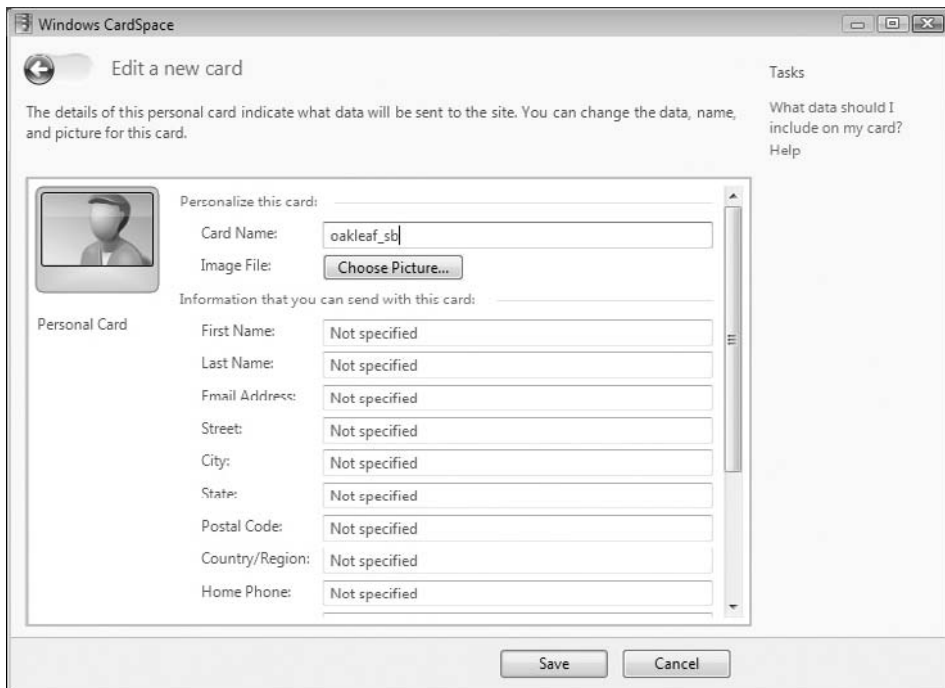 Windows CardSpace
Edit a new card
The details of this personal card indicate what data will be sent to the site. You can change the data, name,
and picture for this card.
Tasks
What data should I
include on my card?
Help
Personal Card
Personalize this card:
Card Name: oakleaf_sb
Image File: Choose Picture...
Information that you can send with this card:
First Name: Not specified
Last Name: Not specified
Email Address: Not specified
Street: Not specified
City: Not specified
State: Not specified
Postal Code: Not specified
Country/Region: Not specified
Home Phone: Not specified
Save Cancel